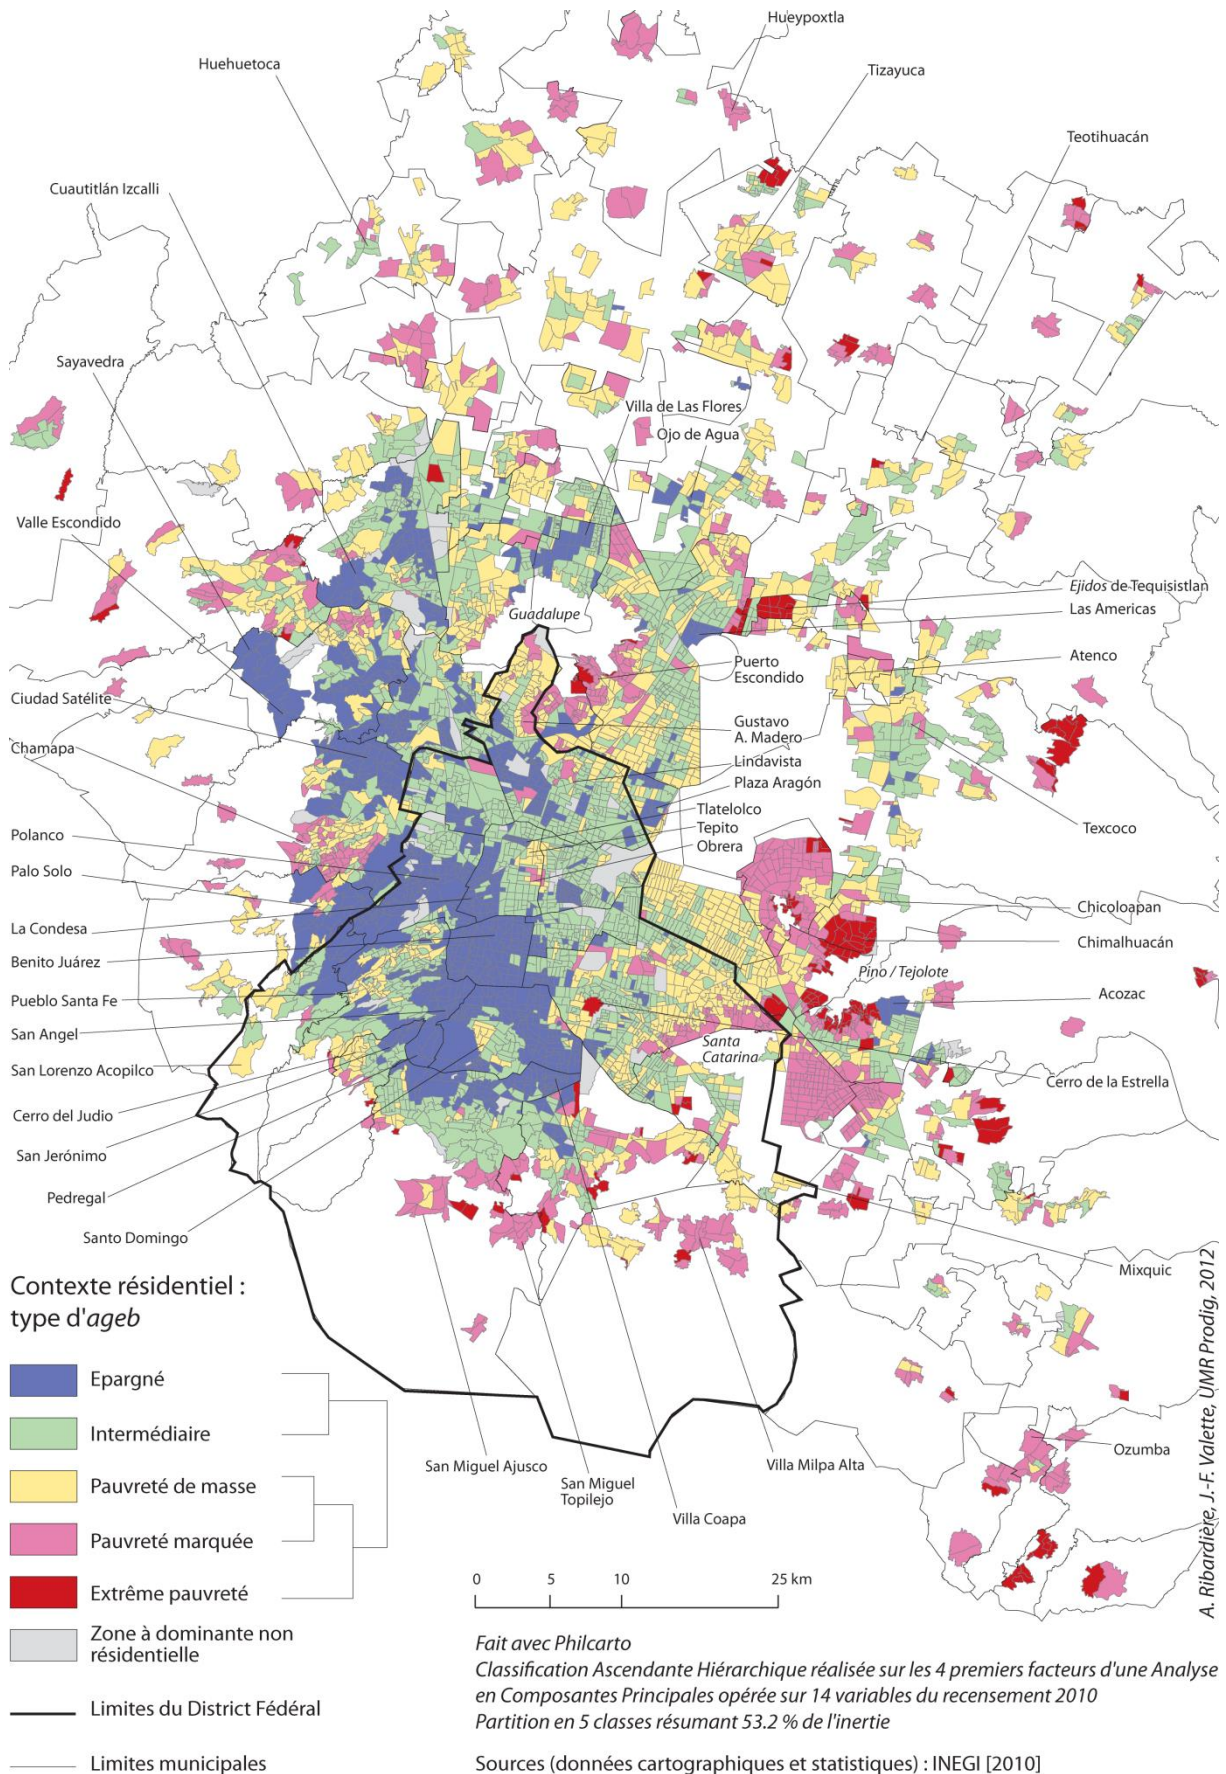 Hueypoxtla
Huehuetoca
Tizayuca
Teotihuacán
Cuautitlán Izcalli
Sayavedra
Villa de Las Flores
Ojo de Agua
Valle Escondido
Ejidos de Tequisistlan
Las Americas
Guadalupe
Atenco
Puerto
Escondido
Ciudad Satélite
Gustavo
A. Madero
Chamapa
Lindavista
Plaza Aragón
Tlatelolco
Tepito
Obrera
Texcoco
Polanco
Palo Solo
La Condesa
Chicoloapan
Chimalhuacán
Benito Juárez
Pino / Tejolote
Acozac
Pueblo Santa Fe
San Angel
Santa
Catarina
San Lorenzo Acopilco
Cerro de la Estrella
Cerro del Judio
San Jerónimo
Pedregal
Santo Domingo
Mixquic
Contexte résidentiel :
type d'ageb
Epargné
Intermédiaire
Pauvreté de masse
Pauvreté marquée
Extrême pauvreté
Zone à dominante non
résidentielle
Limites du District Fédéral
Limites municipales
San Miguel Ajusco
San Miguel
Topilejo
Villa Coapa
Villa Milpa Alta
Ozumba
0 5 10 25 km
Fait avec Philcarto
Classification Ascendante Hiérarchique réalisée sur les 4 premiers facteurs d'une Analyse
en Composantes Principales opérée sur 14 variables du recensement 2010
Partition en 5 classes résumant 53.2 % de l'inertie
Sources (données cartographiques et statistiques) : INEGI [2010]
A. Ribardière, J.-F. Valette, UMR Prodig, 2012